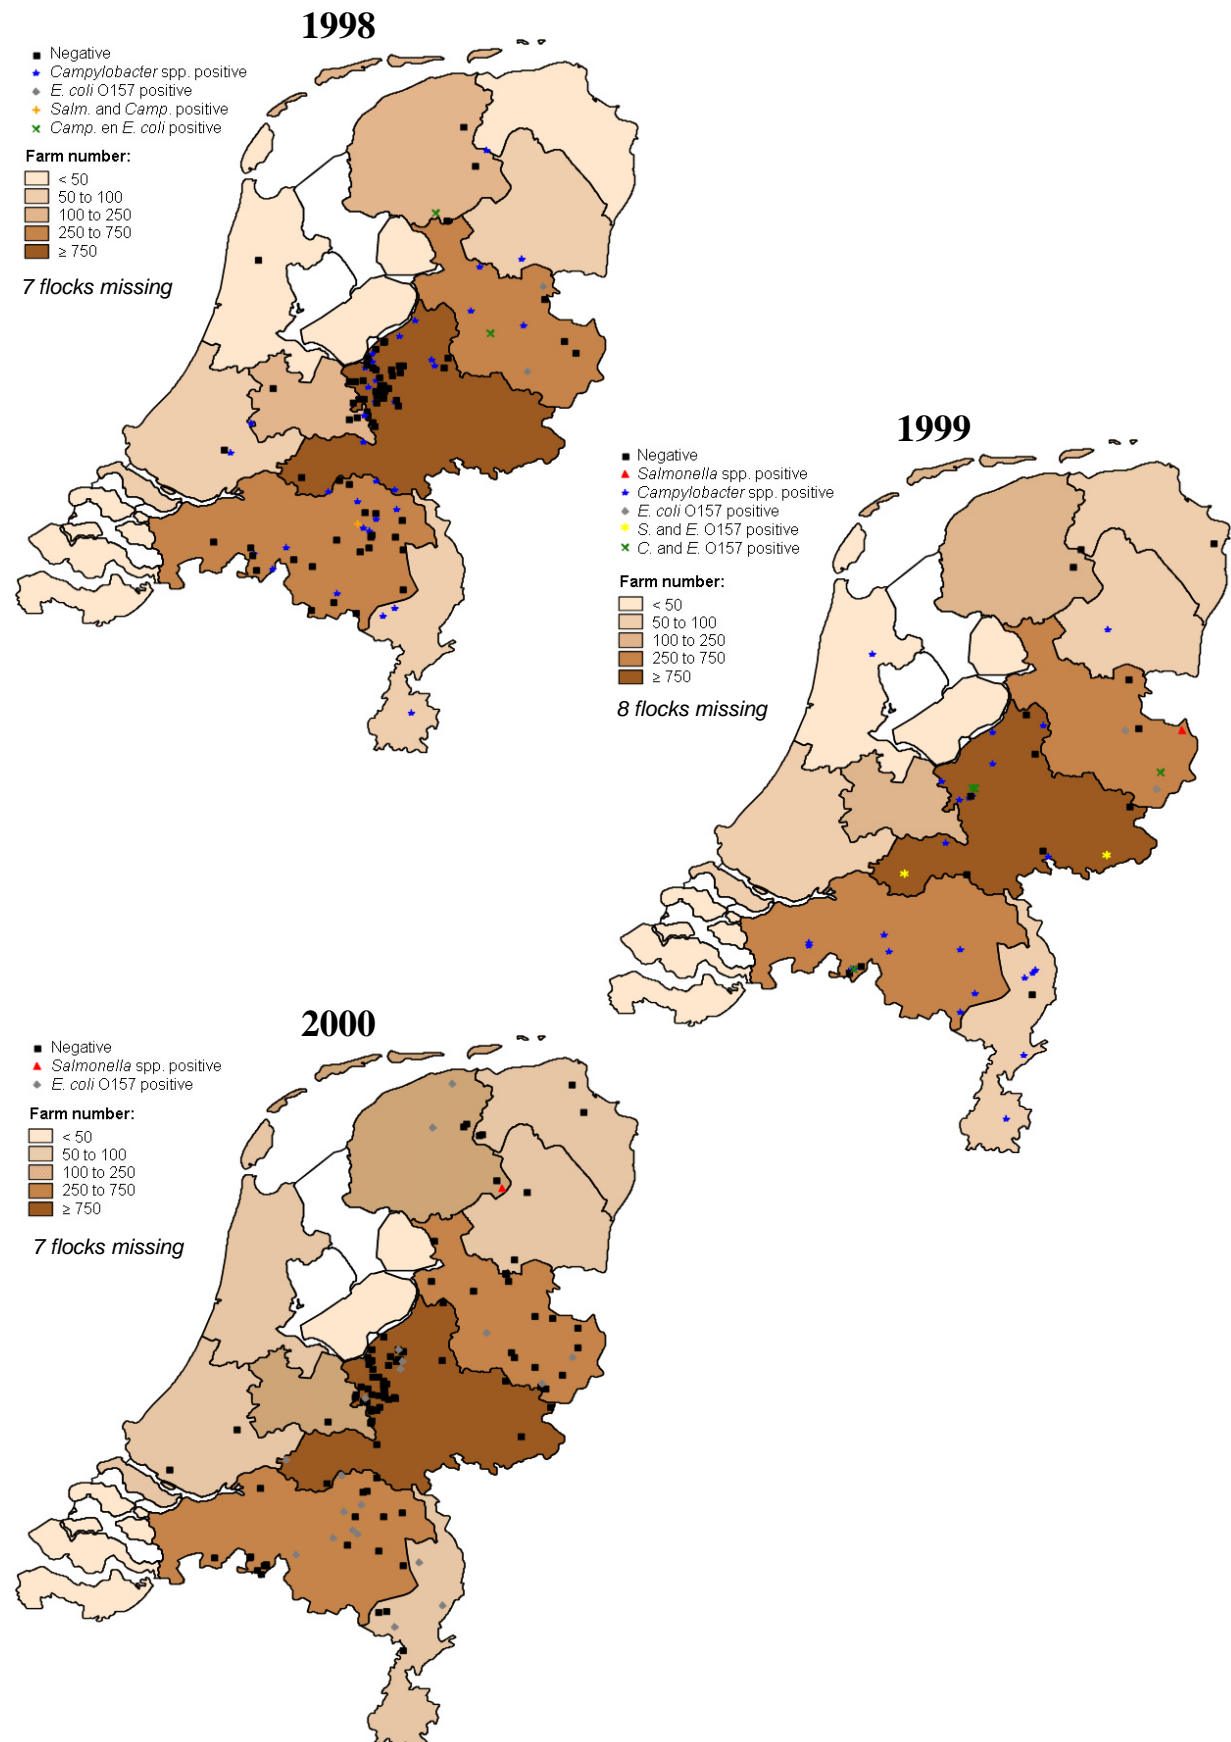 1998
Negative
Campylobacter spp. positive
E. coli O157 positive
Salm. and Camp. positive
Camp. en E. coli positive
Farm number:
< 50
50 to 100
100 to 250
250 to 750
≥ 750
7 flocks missing
1999
Negative
Salmonella spp. positive
Campylobacter spp. positive
E. coli O157 positive
S. and E. O157 positive
C. and E. O157 positive
Farm number:
< 50
50 to 100
100 to 250
250 to 750
≥ 750
8 flocks missing
2000
Negative
Salmonella spp. positive
E. coli O157 positive
Farm number:
< 50
50 to 100
100 to 250
250 to 750
≥ 750
7 flocks missing